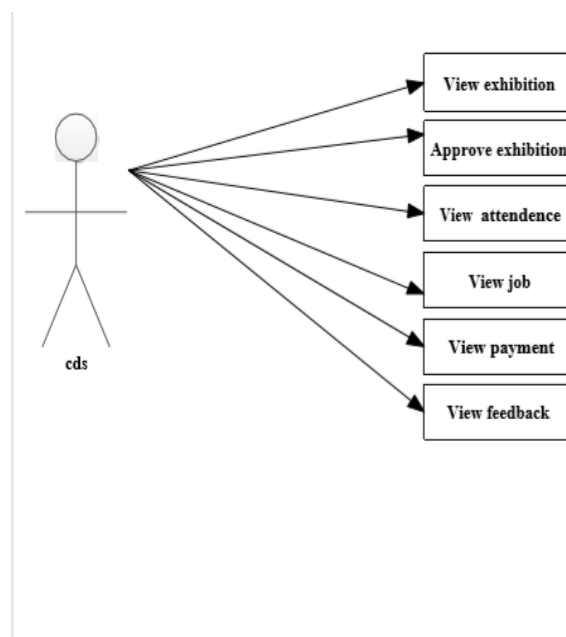 View exhibition
Approve exhibition
View attendence
View job
View payment
cds
View feedback